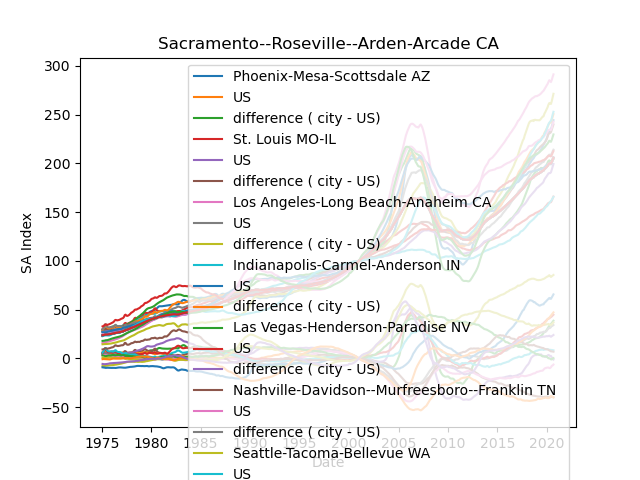 Sacramento--Roseville--Arden-Arcade CA
300
250
200
150
100
50
0
−50
SA Index
Phoenix-Mesa-Scottsdale AZ
US
difference ( city - US)
St. Louis MO-IL
US
difference ( city - US)
Los Angeles-Long Beach-Anaheim CA
US
difference ( city - US)
Indianapolis-Carmel-Anderson IN
US
difference ( city - US)
Las Vegas-Henderson-Paradise NV
US
difference ( city - US)
Nashville-Davidson--Murfreesboro--Franklin TN
US
difference ( city - US)
Seattle-Tacoma-Bellevue WA
US
1975 1980 1985 1990 1995 2000 2005 2010 2015 2020
Date